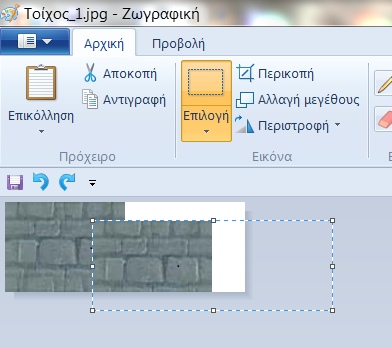 Τοίχος_1.jpg - Ζωγραφική
Αρχική Προβολή
Επικόλληση
Αποκοπή
Αντιγραφή
Πρόχειρο
Επιλογή
Περικοπή
Αλλαγή μεγέθους
Περιστροφή
Εικόνα